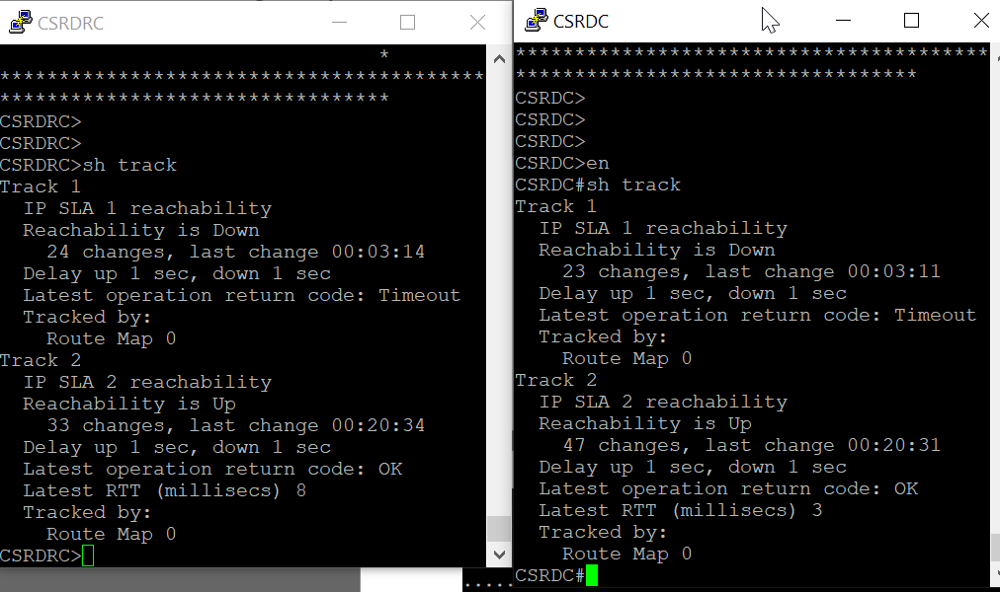 CSRDRC
*
*****************************************
*********************************
CSRDRC>
CSRDRC>
CSRDRC>sh track
Track 1
  IP SLA 1 reachability
  Reachability is Down
    24 changes, last change 00:03:14
  Delay up 1 sec, down 1 sec
  Latest operation return code: Timeout
  Tracked by:
    Route Map 0
Track 2
  IP SLA 2 reachability
  Reachability is Up
    33 changes, last change 00:20:34
  Delay up 1 sec, down 1 sec
  Latest operation return code: OK
  Latest RTT (millisecs) 8
  Tracked by:
    Route Map 0
CSRDRC>
CSRDC
****************************************
**********************************
CSRDC>
CSRDC>
CSRDC>
CSRDC>en
CSRDC#sh track
Track 1
  IP SLA 1 reachability
  Reachability is Down
    23 changes, last change 00:03:11
  Delay up 1 sec, down 1 sec
  Latest operation return code: Timeout
  Tracked by:
    Route Map 0
Track 2
  IP SLA 2 reachability
  Reachability is Up
    47 changes, last change 00:20:31
  Delay up 1 sec, down 1 sec
  Latest operation return code: OK
  Latest RTT (millisecs) 3
  Tracked by:
    Route Map 0
CSRDC#
.....